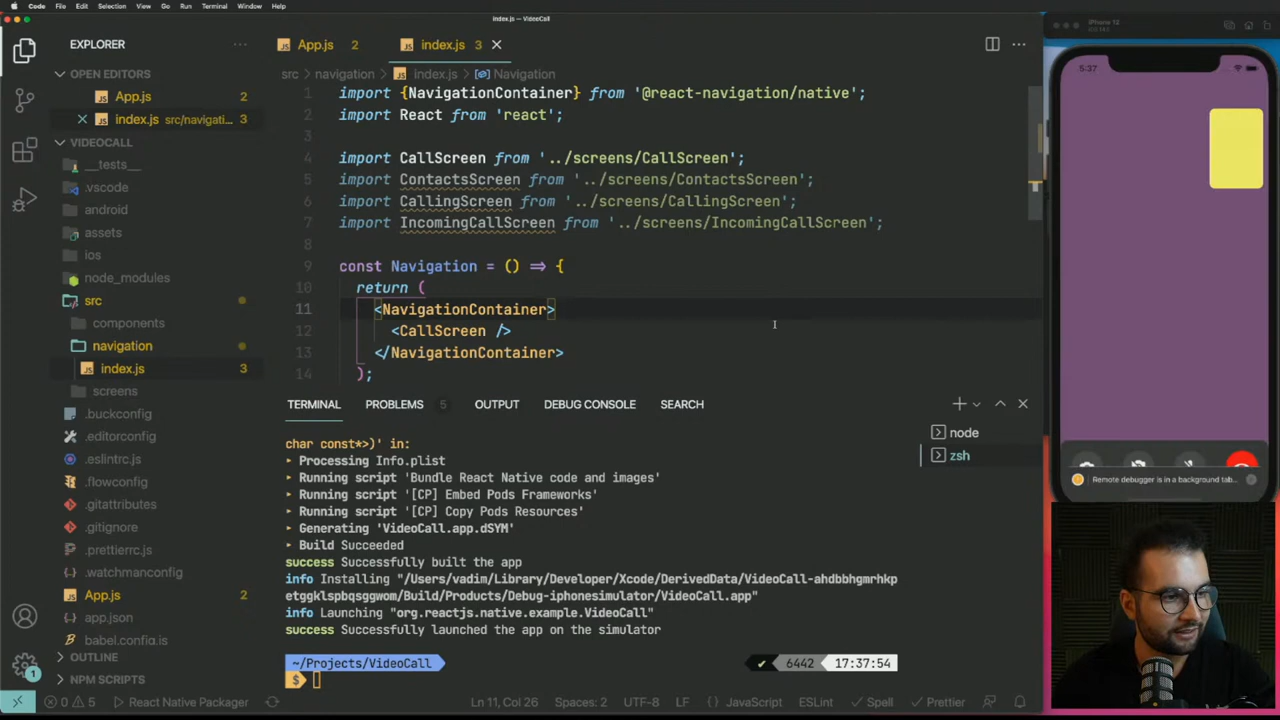 Code File Edit Selection View Go Run Terminal Window Help
index.js — VideoCall
EXPLORER
OPEN EDITORS
App.js 2
index.js src/navigati... 3
VIDEOCALL
__tests__
.vscode
android
assets
ios
node_modules
src
components
navigation
index.js 3
screens
.buckconfig
.editorconfig
.eslintrc.js
.flowconfig
.gitattributes
.gitignore
.prettierrc.js
.watchmanconfig
App.js 2
app.json
babel.config.js
OUTLINE
NPM SCRIPTS
App.js 2
index.js 3
src > navigation > index.js > Navigation
1 import {NavigationContainer} from '@react-navigation/native';
2 import React from 'react';
3
4 import CallScreen from '../screens/CallScreen';
5 import ContactsScreen from '../screens/ContactsScreen';
6 import CallingScreen from '../screens/CallingScreen';
7 import IncomingCallScreen from '../screens/IncomingCallScreen';
8
9 const Navigation = () => {
10 return (
11 <NavigationContainer>
12 <CallScreen />
13 </NavigationContainer>
14 );
TERMINAL PROBLEMS 5 OUTPUT DEBUG CONSOLE SEARCH
char const*>)' in:
▸ Processing Info.plist
▸ Running script 'Bundle React Native code and images'
▸ Running script '[CP] Embed Pods Frameworks'
▸ Running script '[CP] Copy Pods Resources'
▸ Generating 'VideoCall.app.dSYM'
▸ Build Succeeded
success Successfully built the app
info Installing "/Users/vadim/Library/Developer/Xcode/DerivedData/VideoCall-ahdbbhgmrhkp
etggklspbqsggwom/Build/Products/Debug-iphonesimulator/VideoCall.app"
info Launching "org.reactjs.native.example.VideoCall"
success Successfully launched the app on the simulator
~/Projects/VideoCall
✔ 6442 17:37:54
$
node
zsh
1
0 5 React Native Package
Ln 11, Col 26 Spaces: 2 UTF-8 LF {} JavaScript ESLint ✓ Spell ✓ Prettier
iPhone 12
5:37
Remote debugger is in a background tab...